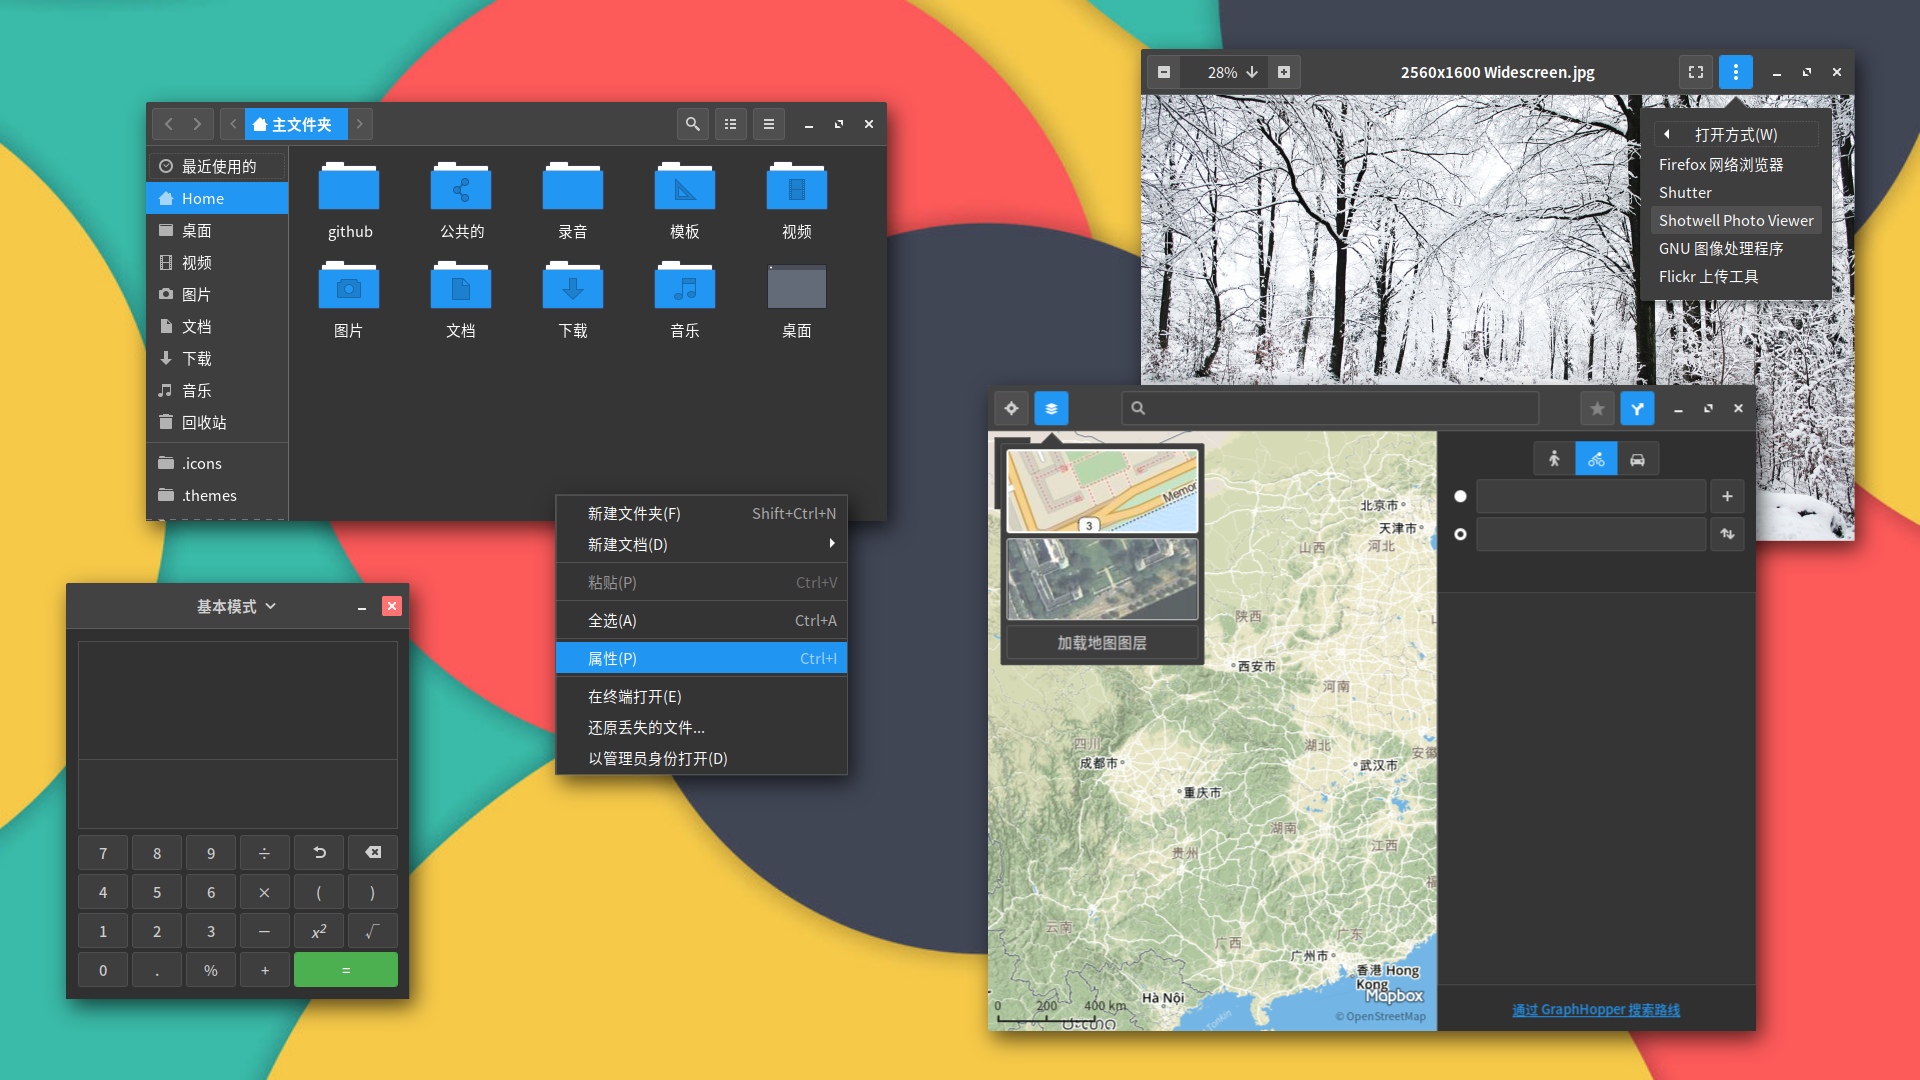 主文件夹
最近使用的
Home
桌面
视频
图片
文档
下载
音乐
回收站
.icons
.themes
github
公共的
录音
模板
视频
图片
文档
下载
音乐
桌面
新建文件夹(F) Shift+Ctrl+N
新建文档(D)
粘贴(P) Ctrl+V
全选(A) Ctrl+A
属性(P) Ctrl+I
在终端打开(E)
还原丢失的文件...
以管理员身份打开(D)
基本模式
7 8 9 ÷
4 5 6 × ( )
1 2 3 − x² √
0 . % + =
28%
2560x1600 Widescreen.jpg
打开方式(W)
Firefox 网络浏览器
Shutter
Shotwell Photo Viewer
GNU 图像处理程序
Flickr 上传工具
Memor
3
加载地图图层
北京市
天津市
山西
河北
陕西
西安市
河南
四川
成都市
湖北
安徽
武汉市
重庆市
湖南
江西
贵州
福
云南
广西
广东
广州市
香港 Hong
Kong
Mapbox
Hà Nội
0 200 400 km
Tonkin
© OpenStreetMap
通过 GraphHopper 搜索路线